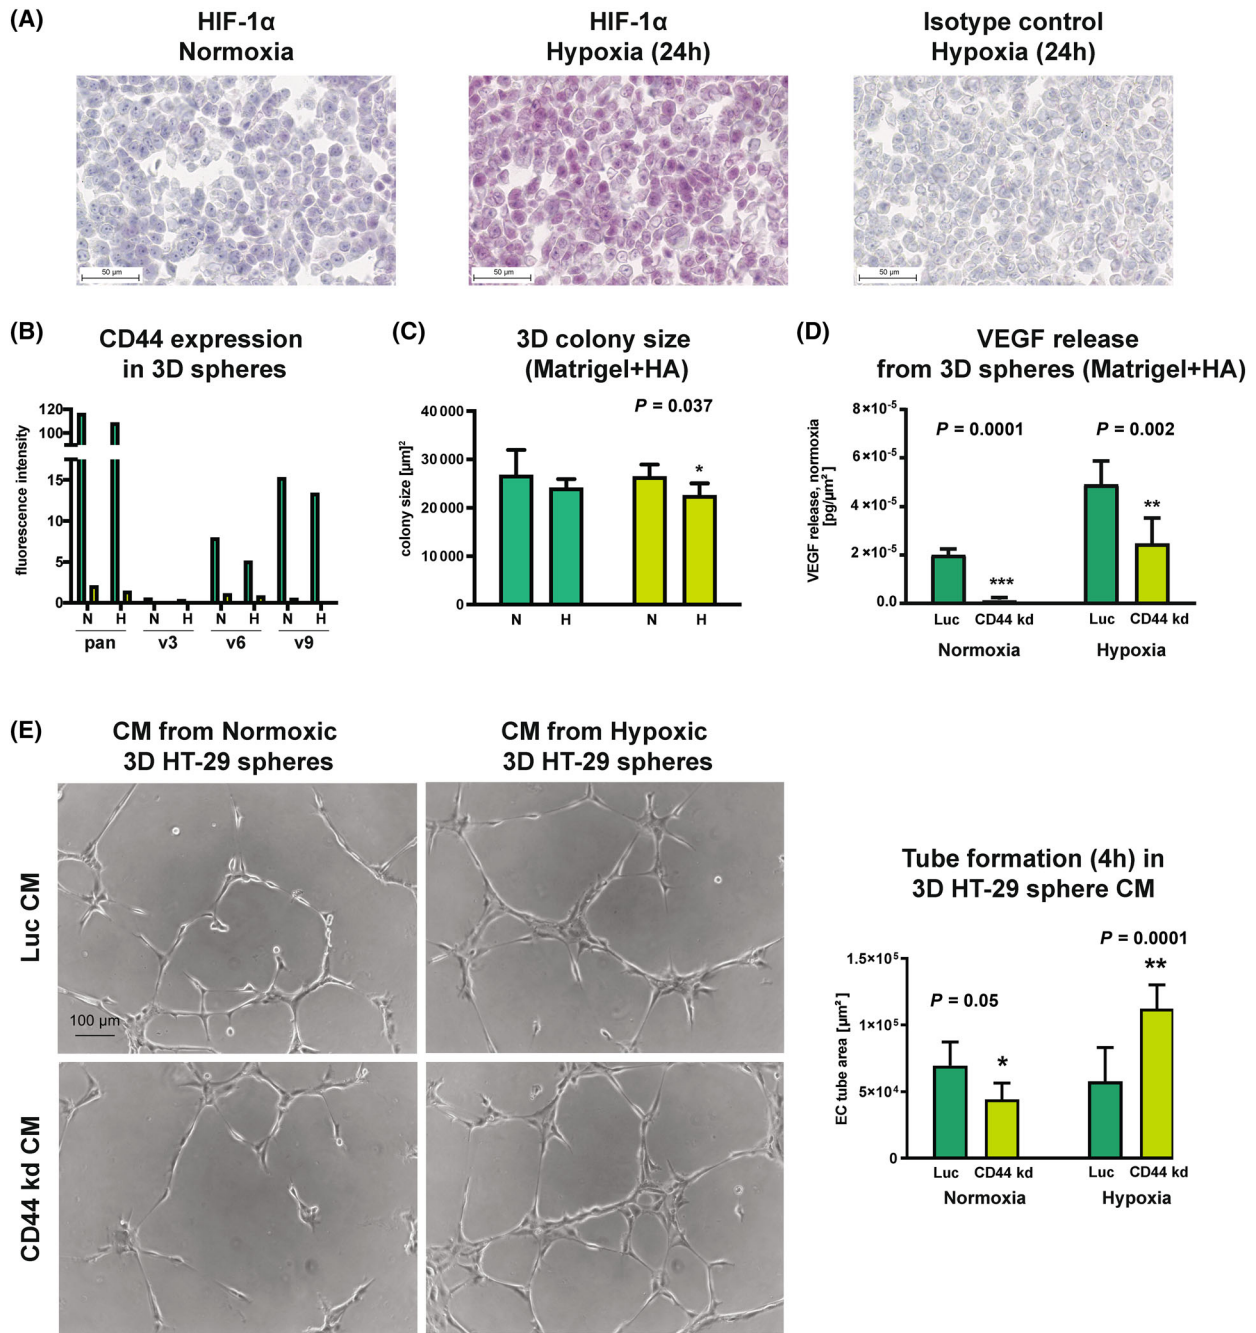 (A)
HIF-1α
Normoxia
HIF-1α
Hypoxia (24h)
Isotype control
Hypoxia (24h)
50 µm
50 µm
50 µm
(B)
CD44 expression
in 3D spheres
fluorescence intensity
120
100
15
10
5
0
N
H
N
H
N
H
N
H
pan
v3
v6
v9
(C)
3D colony size
(Matrigel+HA)
P = 0.037
colony size [µm]²
40 000
30 000
20 000
10 000
0
*
N
H
N
H
(D)
VEGF release
from 3D spheres (Matrigel+HA)
VEGF release, normoxia
[pg/µm²]
8×10⁻⁵
6×10⁻⁵
4×10⁻⁵
2×10⁻⁵
0.0
P = 0.0001
P = 0.002
***
**
Luc
CD44 kd
Luc
CD44 kd
Normoxia
Hypoxia
(E)
CM from Normoxic
3D HT-29 spheres
CM from Hypoxic
3D HT-29 spheres
Luc CM
100 µm
CD44 kd CM
Tube formation (4h) in
3D HT-29 sphere CM
P = 0.0001
P = 0.05
**
*
EC tube area [µm²]
1.5×10⁵
1×10⁵
5×10⁴
0
Luc
CD44 kd
Luc
CD44 kd
Normoxia
Hypoxia